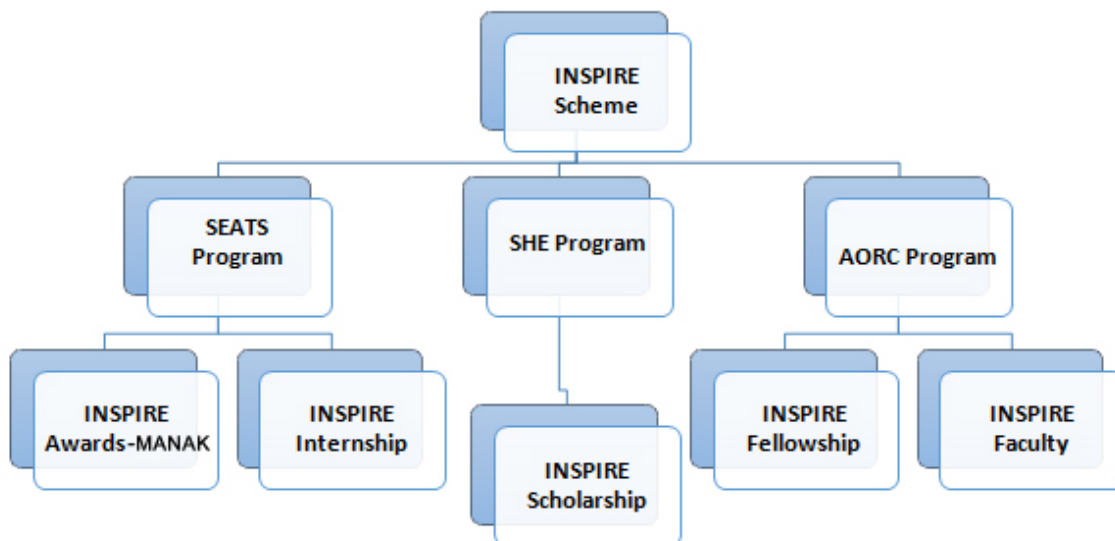 INSPIRE
Scheme
SEATS
Program
SHE Program
AORC Program
INSPIRE
Awards-MANAK
INSPIRE
Internship
INSPIRE
Scholarship
INSPIRE
Fellowship
INSPIRE
Faculty